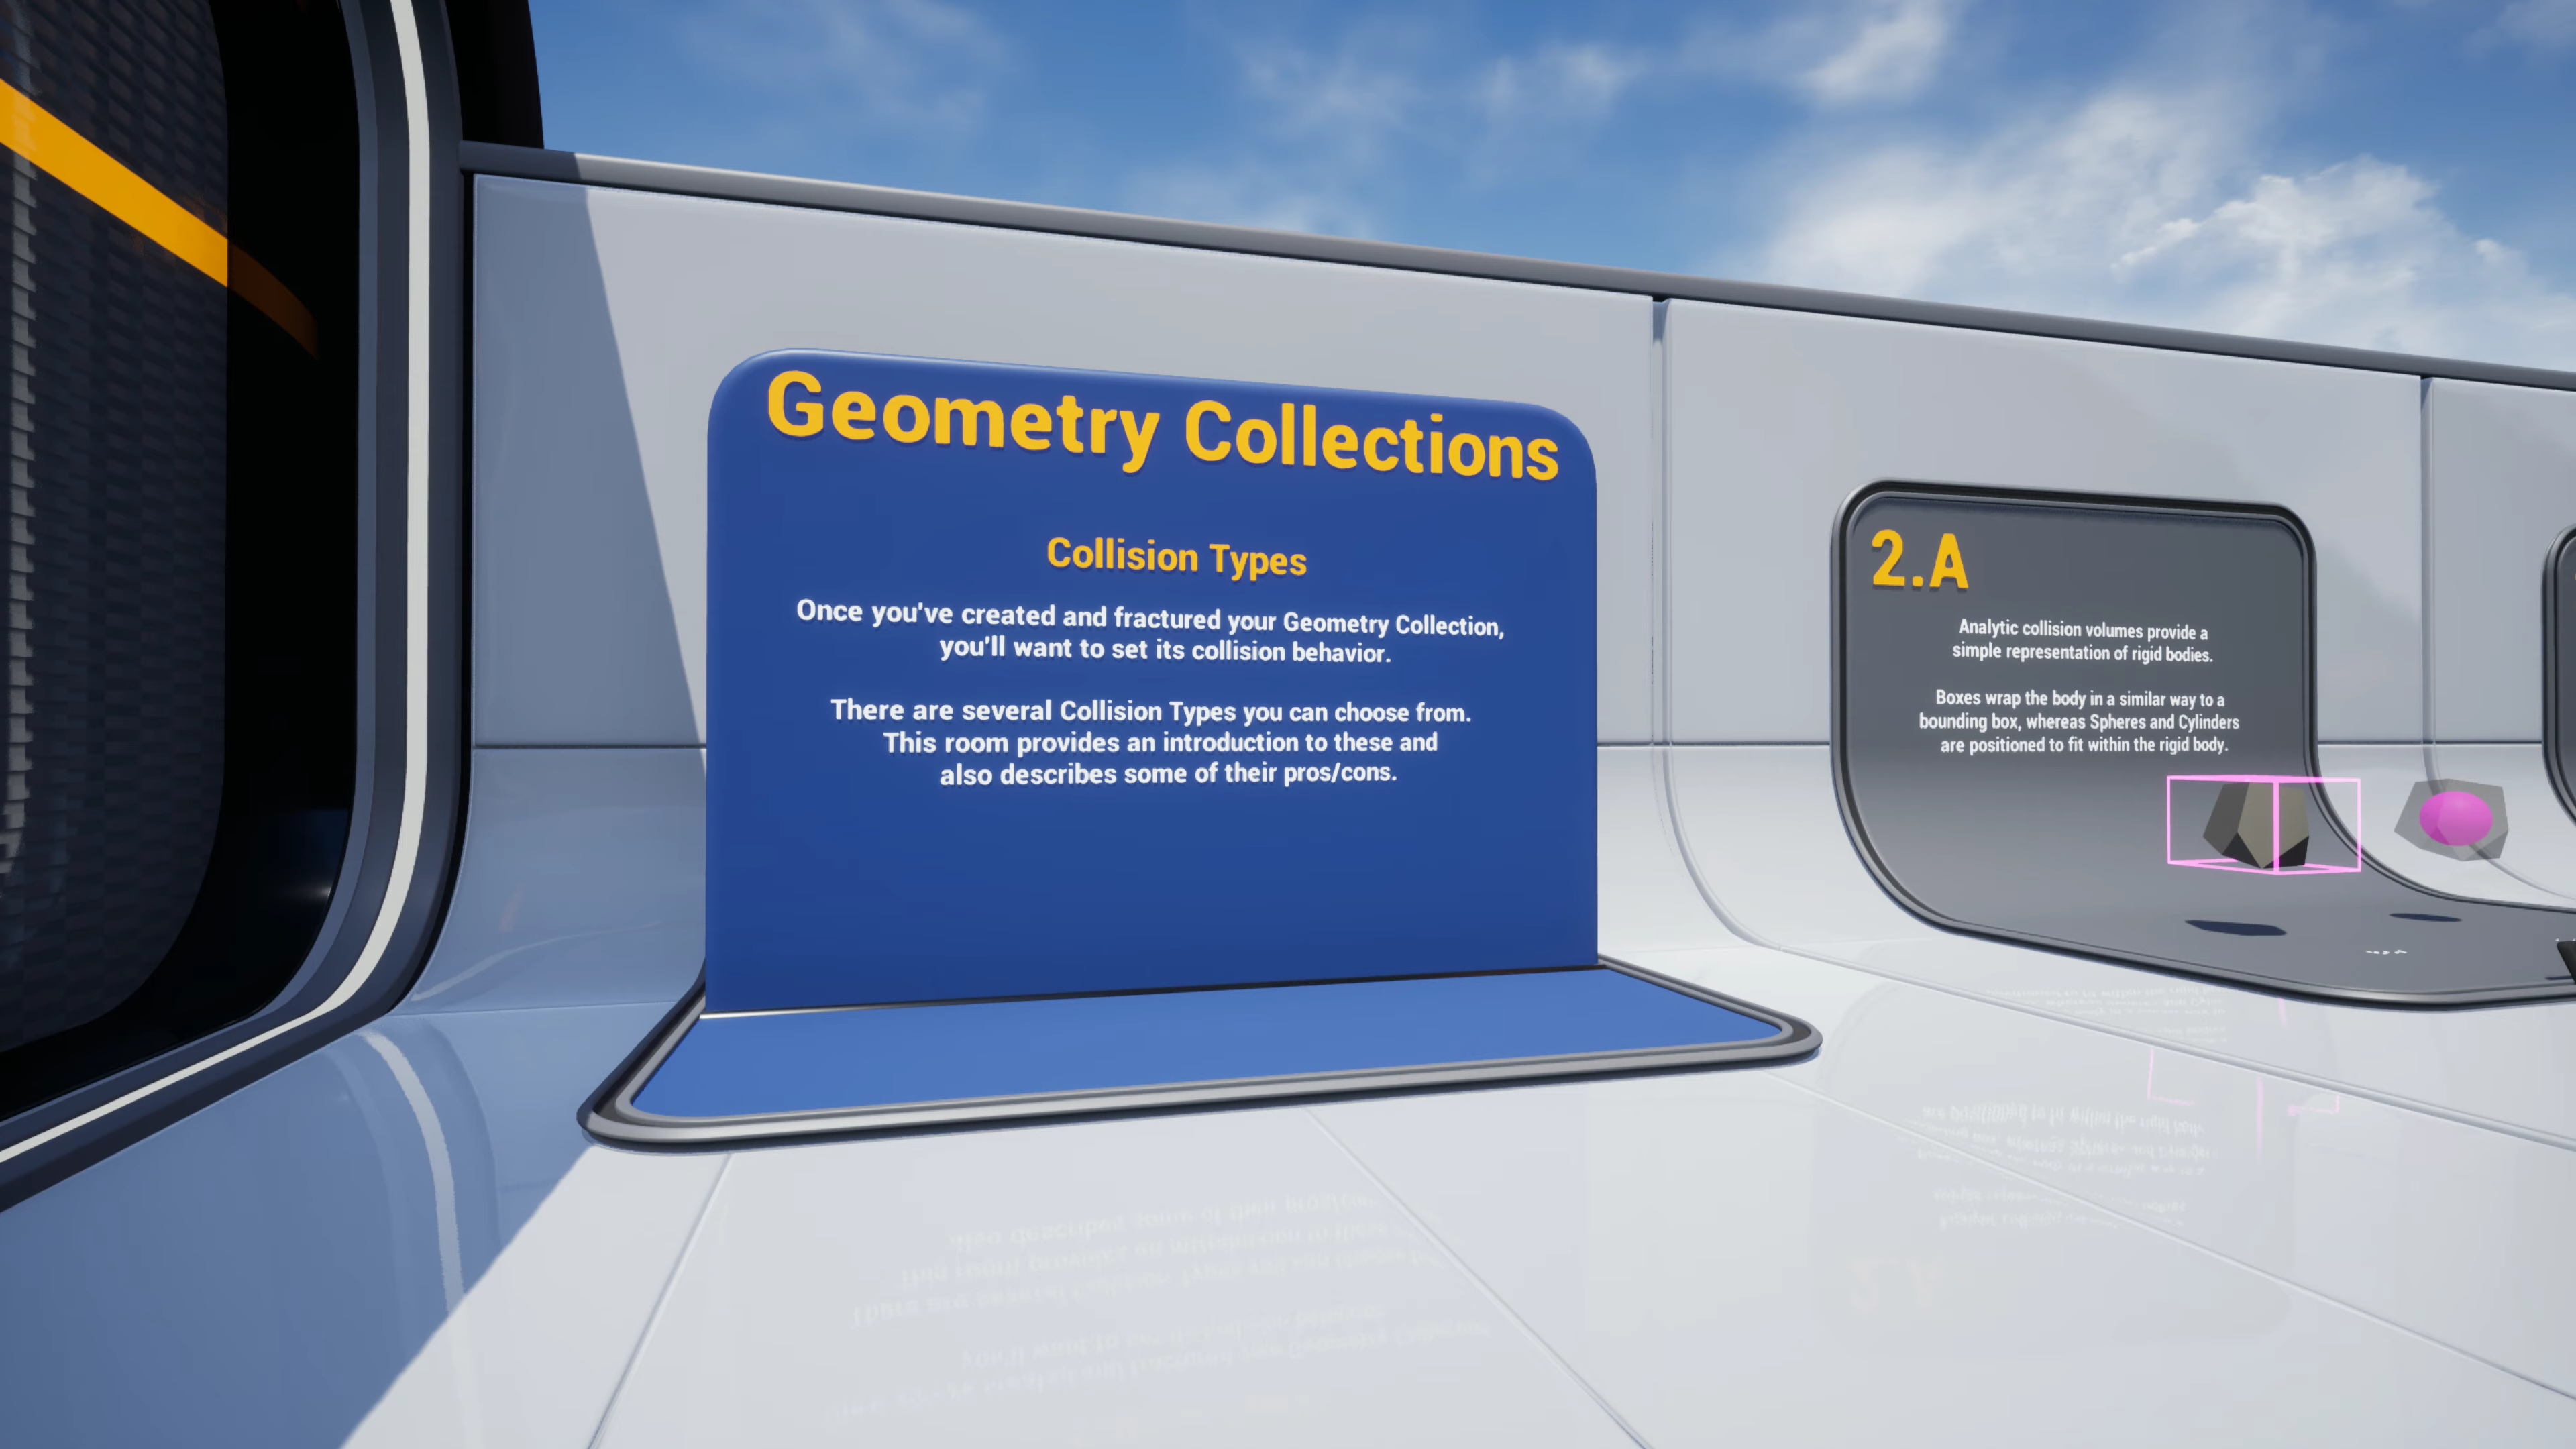 Geometry Collections
Collision Types
Once you've created and fractured your Geometry Collection,
you'll want to set its collision behavior.
There are several Collision Types you can choose from.
This room provides an introduction to these and
also describes some of their pros/cons.
2.A
Analytic collision volumes provide a
simple representation of rigid bodies.
Boxes wrap the body in a similar way to a
bounding box, whereas Spheres and Cylinders
are positioned to fit within the rigid body.